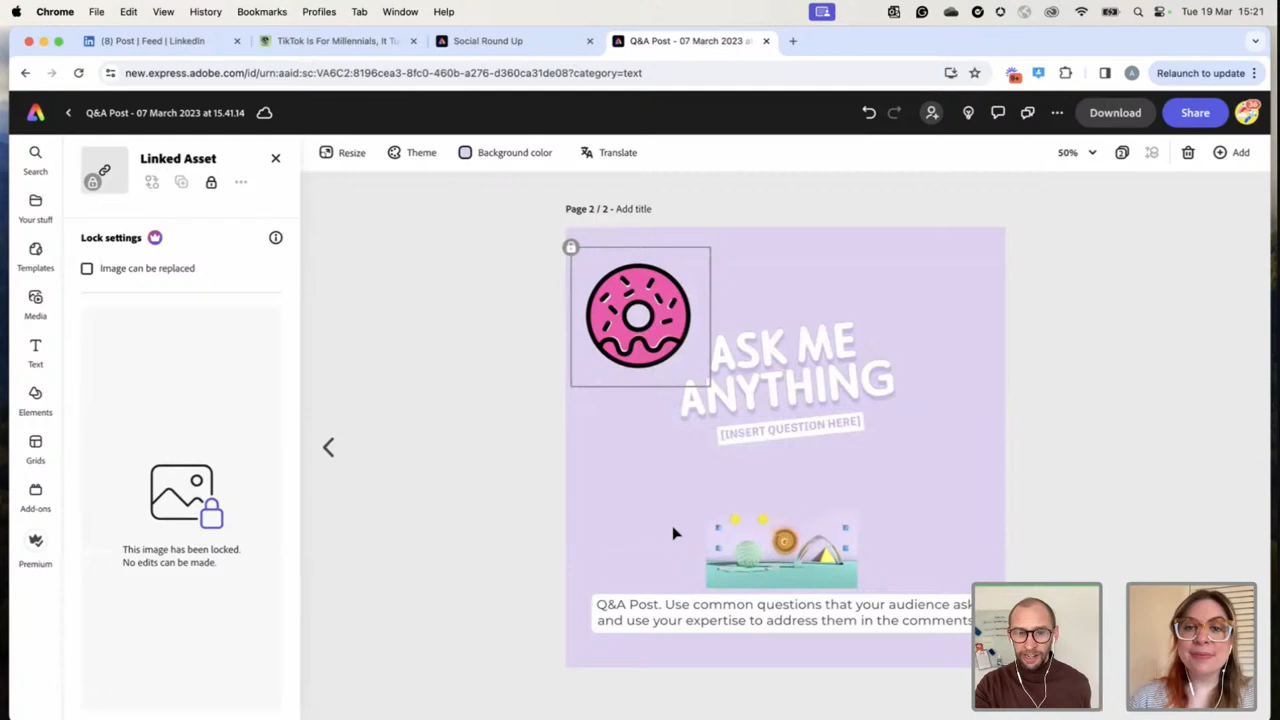 Chrome File Edit View History Bookmarks Profiles Tab Window Help
Tue 19 Mar 15:21
(8) Post | Feed | LinkedIn
TikTok Is For Millennials, It Tu
Social Round Up
Q&A Post - 07 March 2023 at
new.express.adobe.com/id/urn:aaid:sc:VA6C2:8196cea3-8fc0-460b-a276-d360ca31de08?category=text
9+
A
Relaunch to update
Q&A Post - 07 March 2023 at 15.41.14
Download
Share
36
Search
Your stuff
Templates
Media
Text
Elements
Grids
Add-ons
Premium
Linked Asset
Lock settings
Image can be replaced
This image has been locked.
No edits can be made.
Resize
Theme
Background color
Translate
50%
2
Add
Page 2 / 2 - Add title
ASK ME
ANYTHING
[INSERT QUESTION HERE]
Q&A Post. Use common questions that your audience ask
and use your expertise to address them in the comments